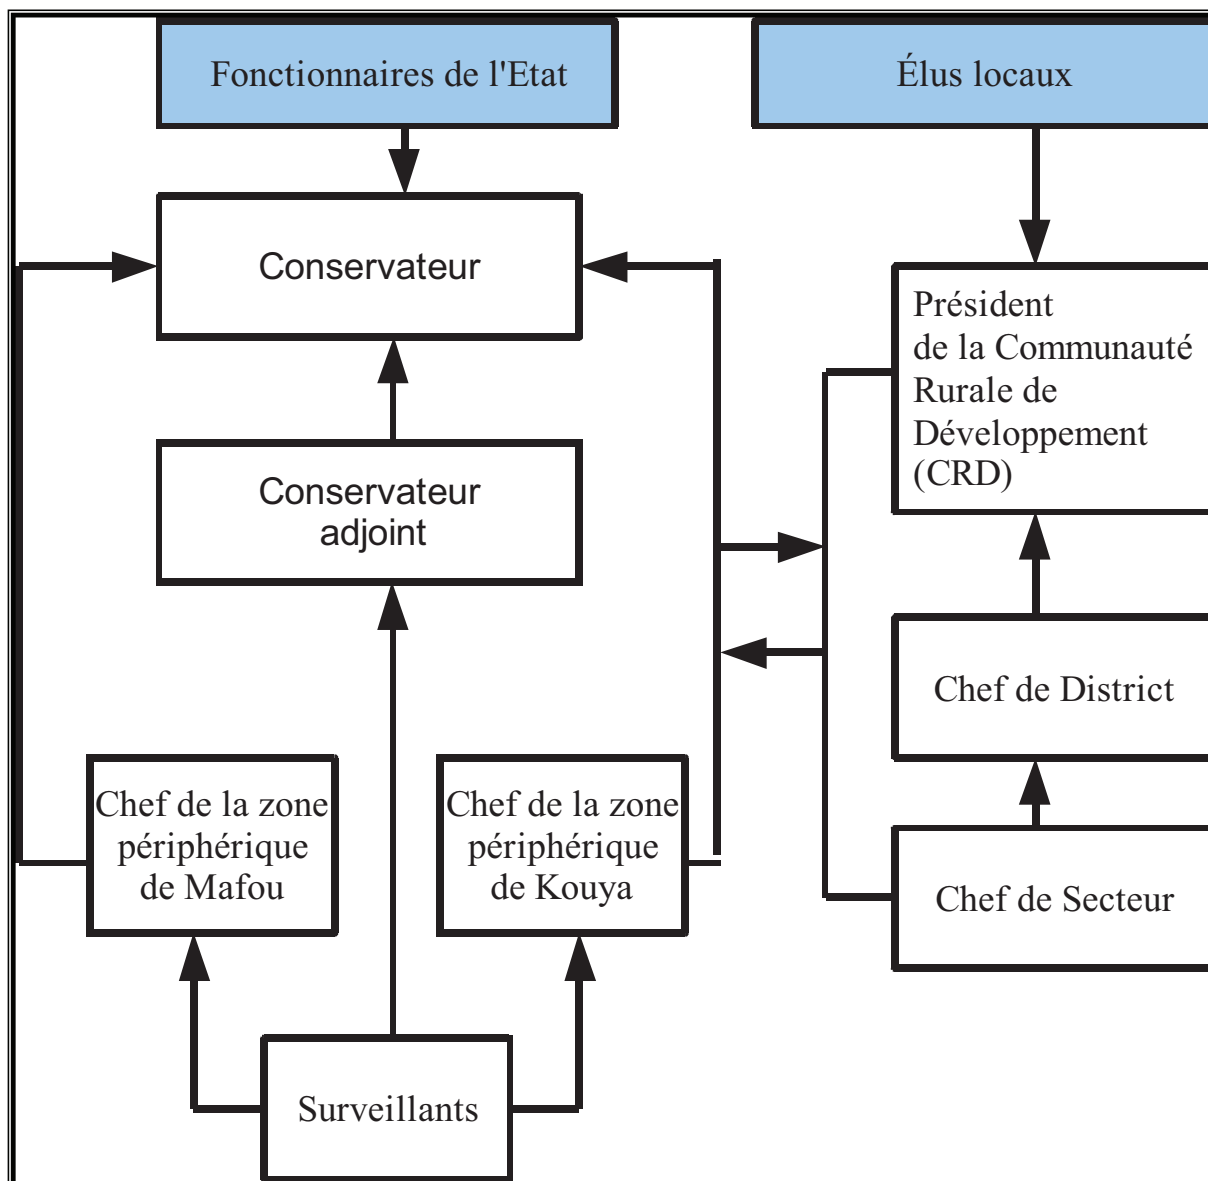 Fonctionnaires de l'Etat
Élus locaux
Conservateur
Président
de la Communauté
Rurale de
Développement
(CRD)
Conservateur
adjoint
Chef de District
Chef de la zone
périphérique
de Mafou
Chef de la zone
périphérique
de Kouya
Chef de Secteur
Surveillants